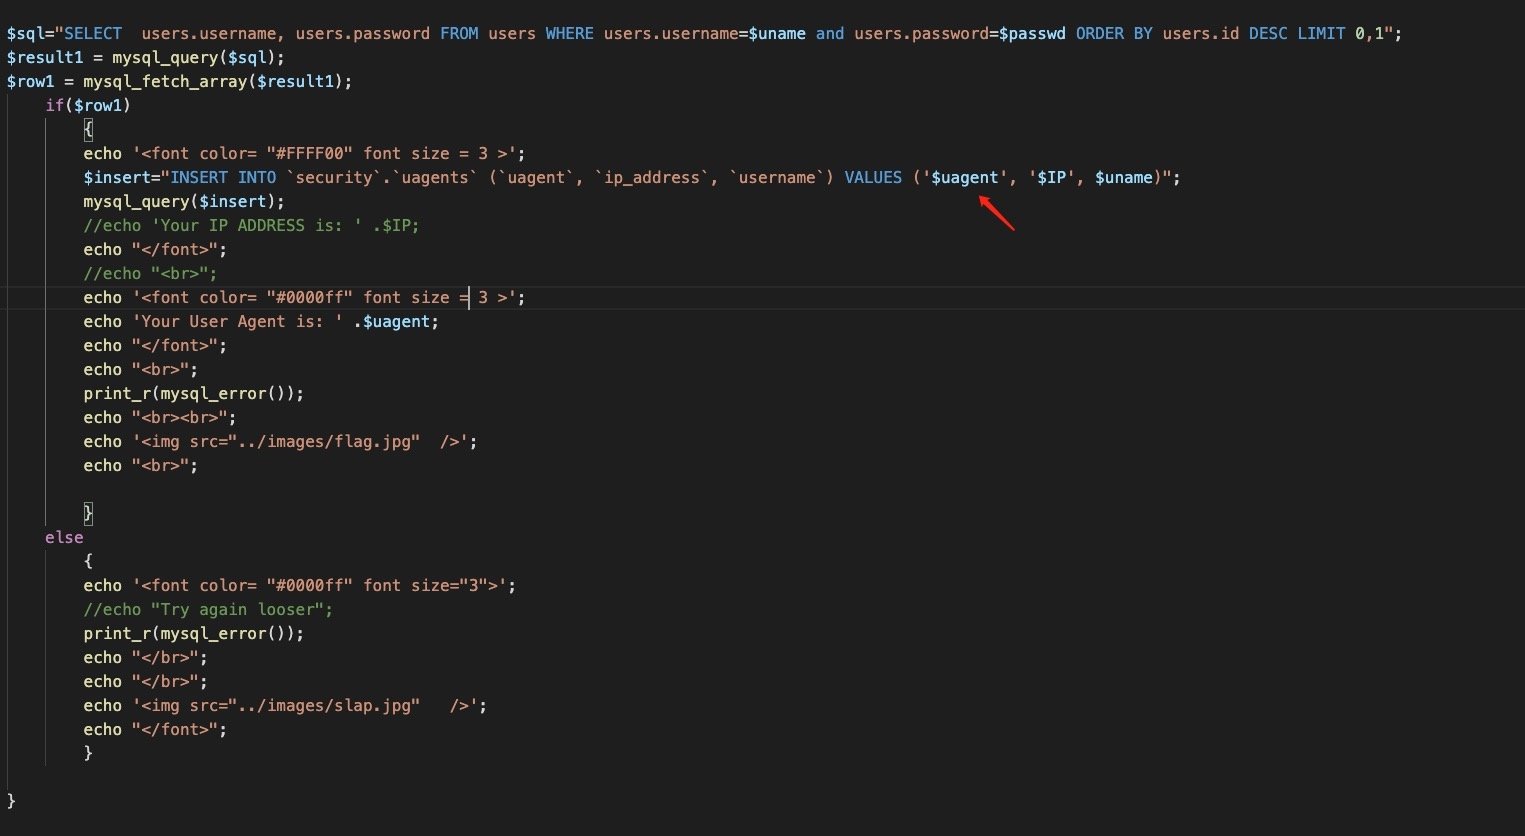 $sql="SELECT  users.username, users.password FROM users WHERE users.username=$uname and users.password=$passwd ORDER BY users.id DESC LIMIT 0,1";
$result1 = mysql_query($sql);
$row1 = mysql_fetch_array($result1);
if($row1)
{
echo '<font color= "#FFFF00" font size = 3 >';
$insert="INSERT INTO `security`.`uagents` (`uagent`, `ip_address`, `username`) VALUES ('$uagent', '$IP', $uname)";
mysql_query($insert);
//echo 'Your IP ADDRESS is: ' .$IP;
echo "</font>";
//echo "<br>";
echo '<font color= "#0000ff" font size = 3 >';
echo 'Your User Agent is: ' .$uagent;
echo "</font>";
echo "<br>";
print_r(mysql_error());
echo "<br><br>";
echo '<img src="../images/flag.jpg"  />';
echo "<br>";
}
else
{
echo '<font color= "#0000ff" font size="3">';
//echo "Try again looser";
print_r(mysql_error());
echo "</br>";
echo "</br>";
echo '<img src="../images/slap.jpg"   />';
echo "</font>";
}
}